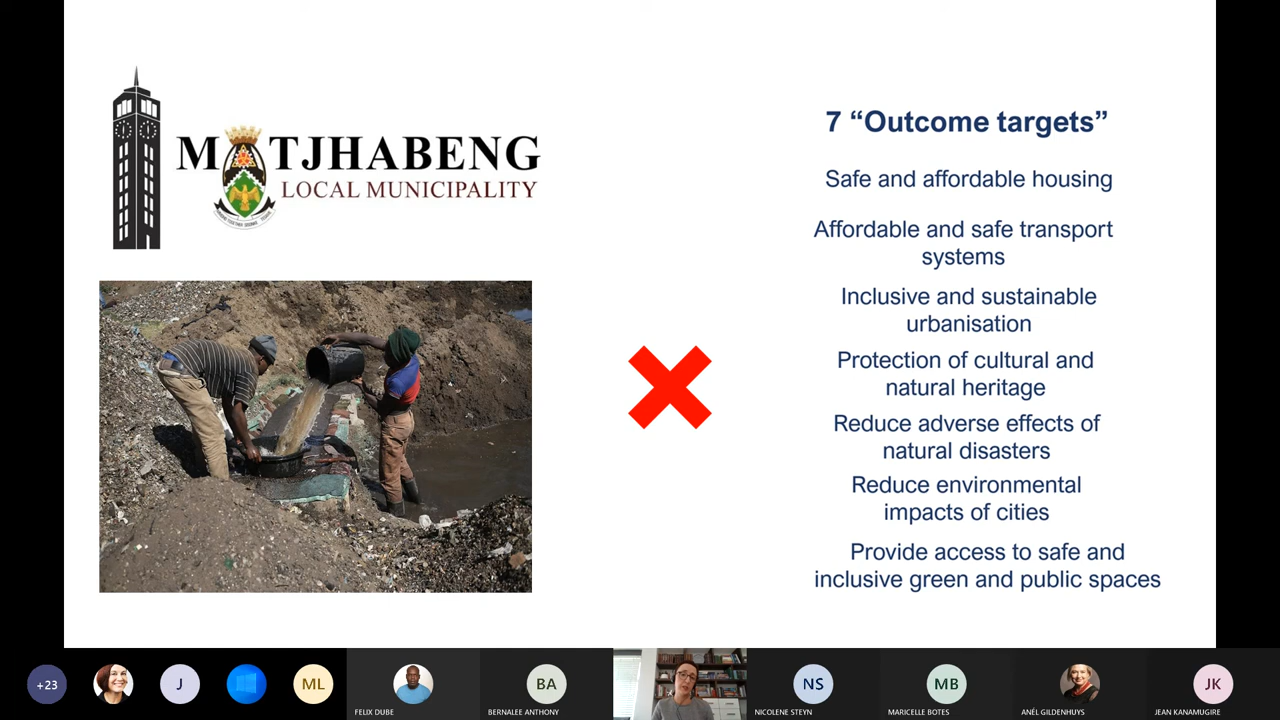 MATJHABENG
LOCAL MUNICIPALITY
7 “Outcome targets”
Safe and affordable housing
Affordable and safe transport
systems
Inclusive and sustainable
urbanisation
Protection of cultural and
natural heritage
Reduce adverse effects of
natural disasters
Reduce environmental
impacts of cities
Provide access to safe and
inclusive green and public spaces
+23
J
ML
FELIX DUBE
BA
BERNALEE ANTHONY
NS
NICOLENE STEYN
MB
MARICELLE BOTES
ANÉL GILDENHUYS
JK
JEAN KANAMUGIRE